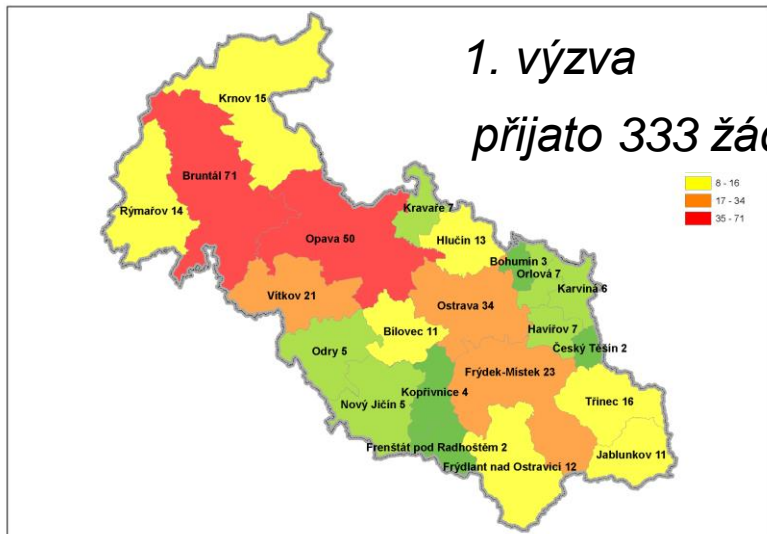 1. výzva
přijato 333 žád
8 - 16
17 - 34
35 - 71
Krnov 15
Bruntál 71
Rýmařov 14
Kravaře 7
Opava 50
Hlučín 13
Bohumín 3
Orlová 7
Karviná 6
Vítkov 21
Ostrava 34
Bílovec 11
Havířov 7
Český Těšín 2
Odry 5
Frýdek-Místek 23
Kopřivnice 4
Třinec 16
Nový Jičín 5
Frenštát pod Radhoštěm 2
Jablunkov 11
Frýdlant nad Ostravicí 12